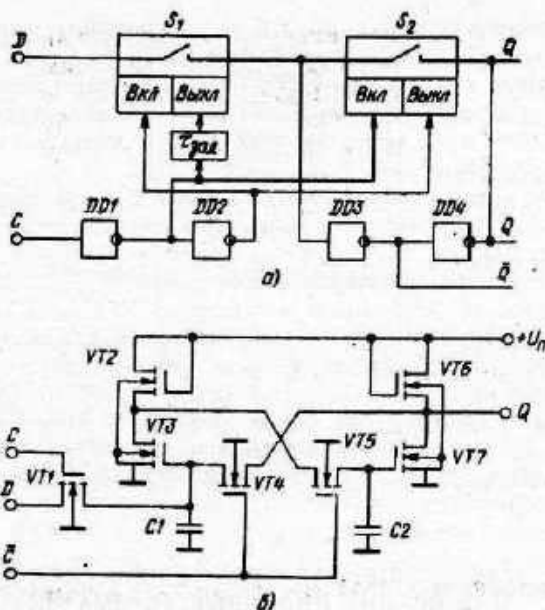 S1 S2
D Q
Вкл Выкл Вкл Выкл
τзад
DD1 DD2 DD3 DD4
C Q
Q̄
а)
+Uп
VT2 VT6
Q
VT3 VT5
C VT7
VT1 VT4
D
C1 C2
C̄
б)